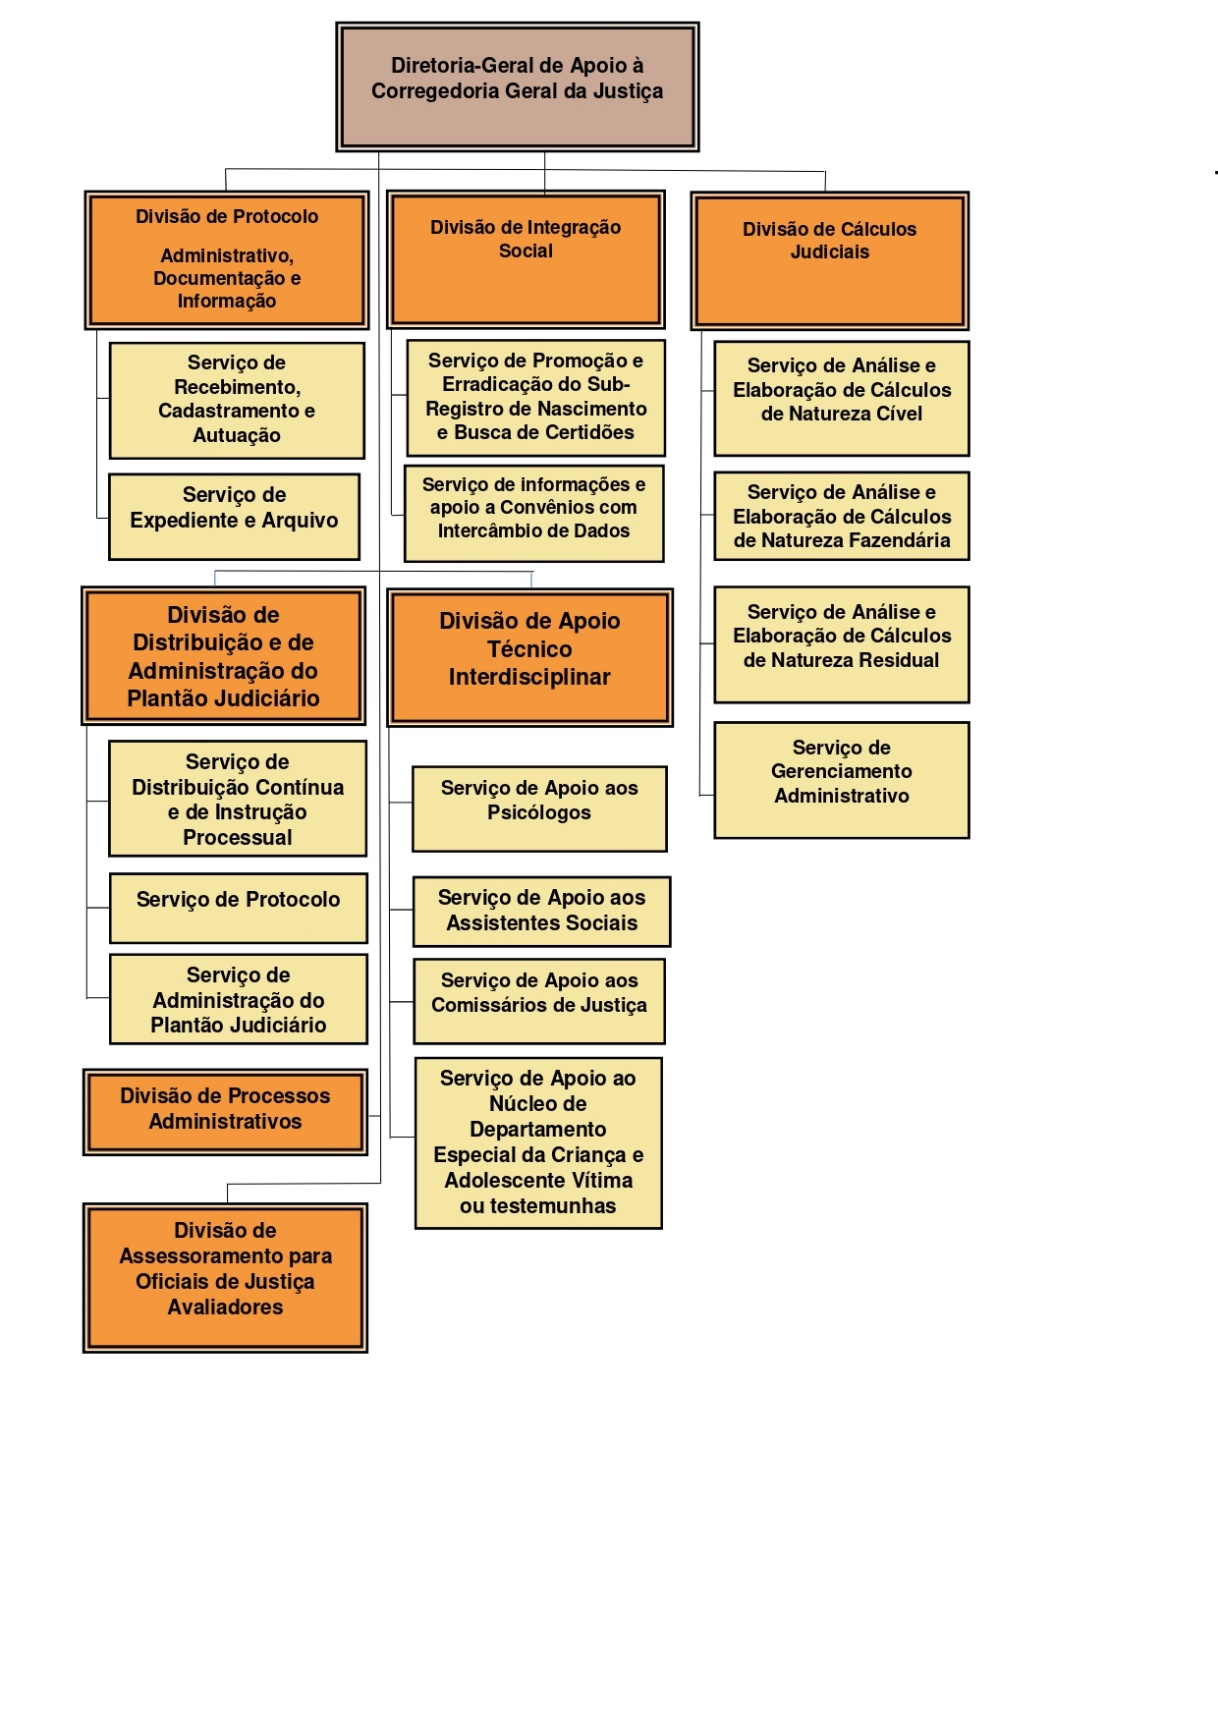 Diretoria-Geral de Apoio à
Corregedoria Geral da Justiça
Divisão de Protocolo
Administrativo,
Documentação e
Informação
Divisão de Integração
Social
Divisão de Cálculos
Judiciais
Serviço de
Recebimento,
Cadastramento e
Autuação
Serviço de Promoção e
Erradicação do Sub-
Registro de Nascimento
e Busca de Certidões
Serviço de Análise e
Elaboração de Cálculos
de Natureza Cível
Serviço de
Expediente e Arquivo
Serviço de informações e
apoio a Convênios com
Intercâmbio de Dados
Serviço de Análise e
Elaboração de Cálculos
de Natureza Fazendária
Divisão de
Distribuição e de
Administração do
Plantão Judiciário
Divisão de Apoio
Técnico
Interdisciplinar
Serviço de Análise e
Elaboração de Cálculos
de Natureza Residual
Serviço de
Gerenciamento
Administrativo
Serviço de
Distribuição Contínua
e de Instrução
Processual
Serviço de Apoio aos
Psicólogos
Serviço de Protocolo
Serviço de Apoio aos
Assistentes Sociais
Serviço de
Administração do
Plantão Judiciário
Serviço de Apoio aos
Comissários de Justiça
Divisão de Processos
Administrativos
Serviço de Apoio ao
Núcleo de
Departamento
Especial da Criança e
Adolescente Vítima
ou testemunhas
Divisão de
Assessoramento para
Oficiais de Justiça
Avaliadores